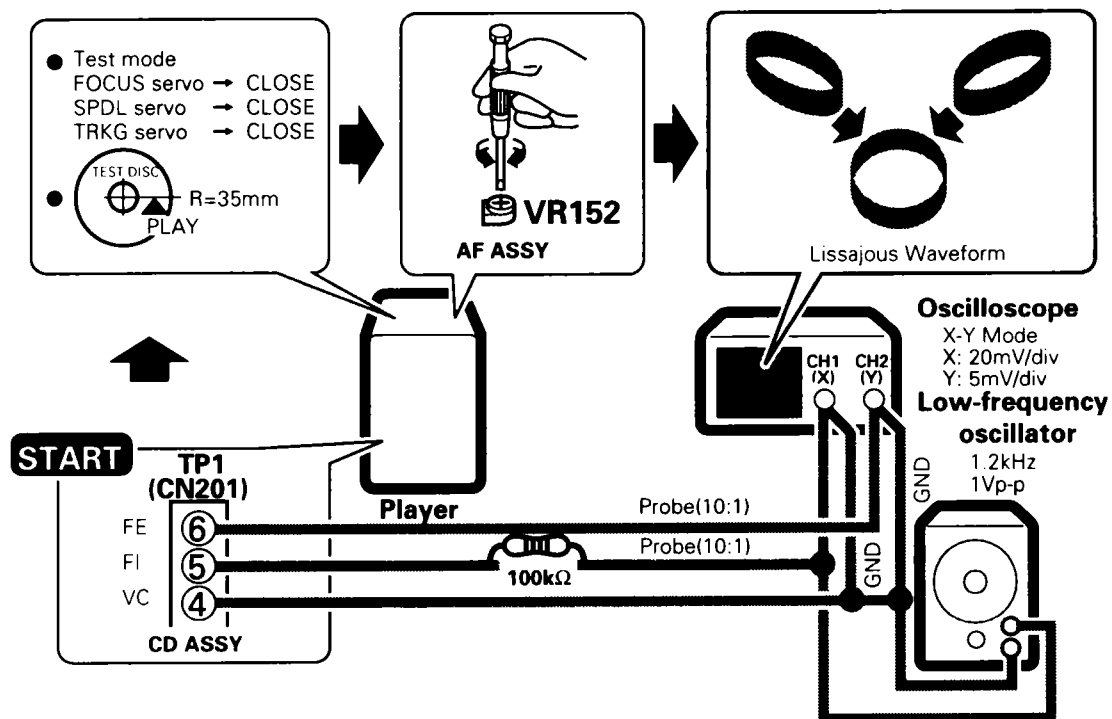 ● Test mode
FOCUS servo → CLOSE
SPDL servo → CLOSE
TRKG servo → CLOSE
TEST DISC
● R=35mm
PLAY
VR152
AF ASSY
Lissajous Waveform
Oscilloscope
X-Y Mode
X: 20mV/div
Y: 5mV/div
CH1
(X)
CH2
(Y)
Low-frequency
oscillator
1.2kHz
1Vp-p
START
TP1
(CN201)
Player
GND
FE
6
Probe(10:1)
FI
5
100kΩ
Probe(10:1)
GND
VC
4
CD ASSY